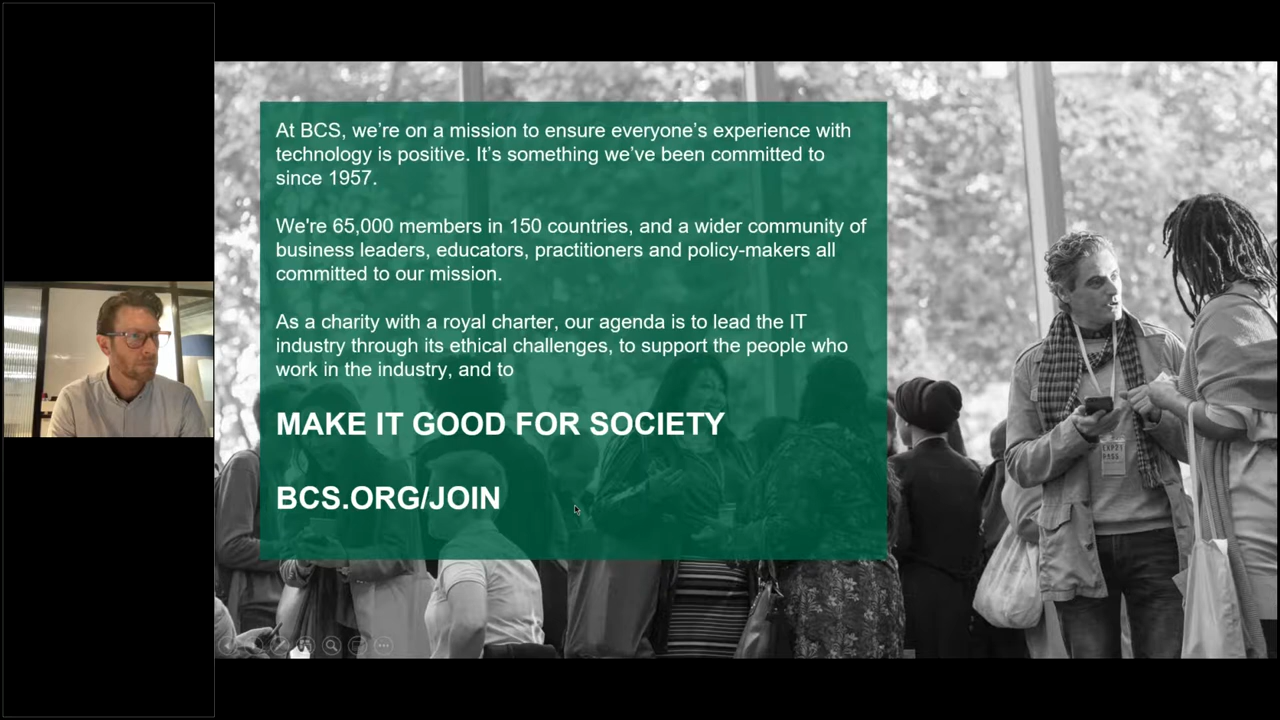 At BCS, we’re on a mission to ensure everyone’s experience with
technology is positive. It’s something we’ve been committed to
since 1957.
We're 65,000 members in 150 countries, and a wider community of
business leaders, educators, practitioners and policy-makers all
committed to our mission.
As a charity with a royal charter, our agenda is to lead the IT
industry through its ethical challenges, to support the people who
work in the industry, and to
MAKE IT GOOD FOR SOCIETY
BCS.ORG/JOIN